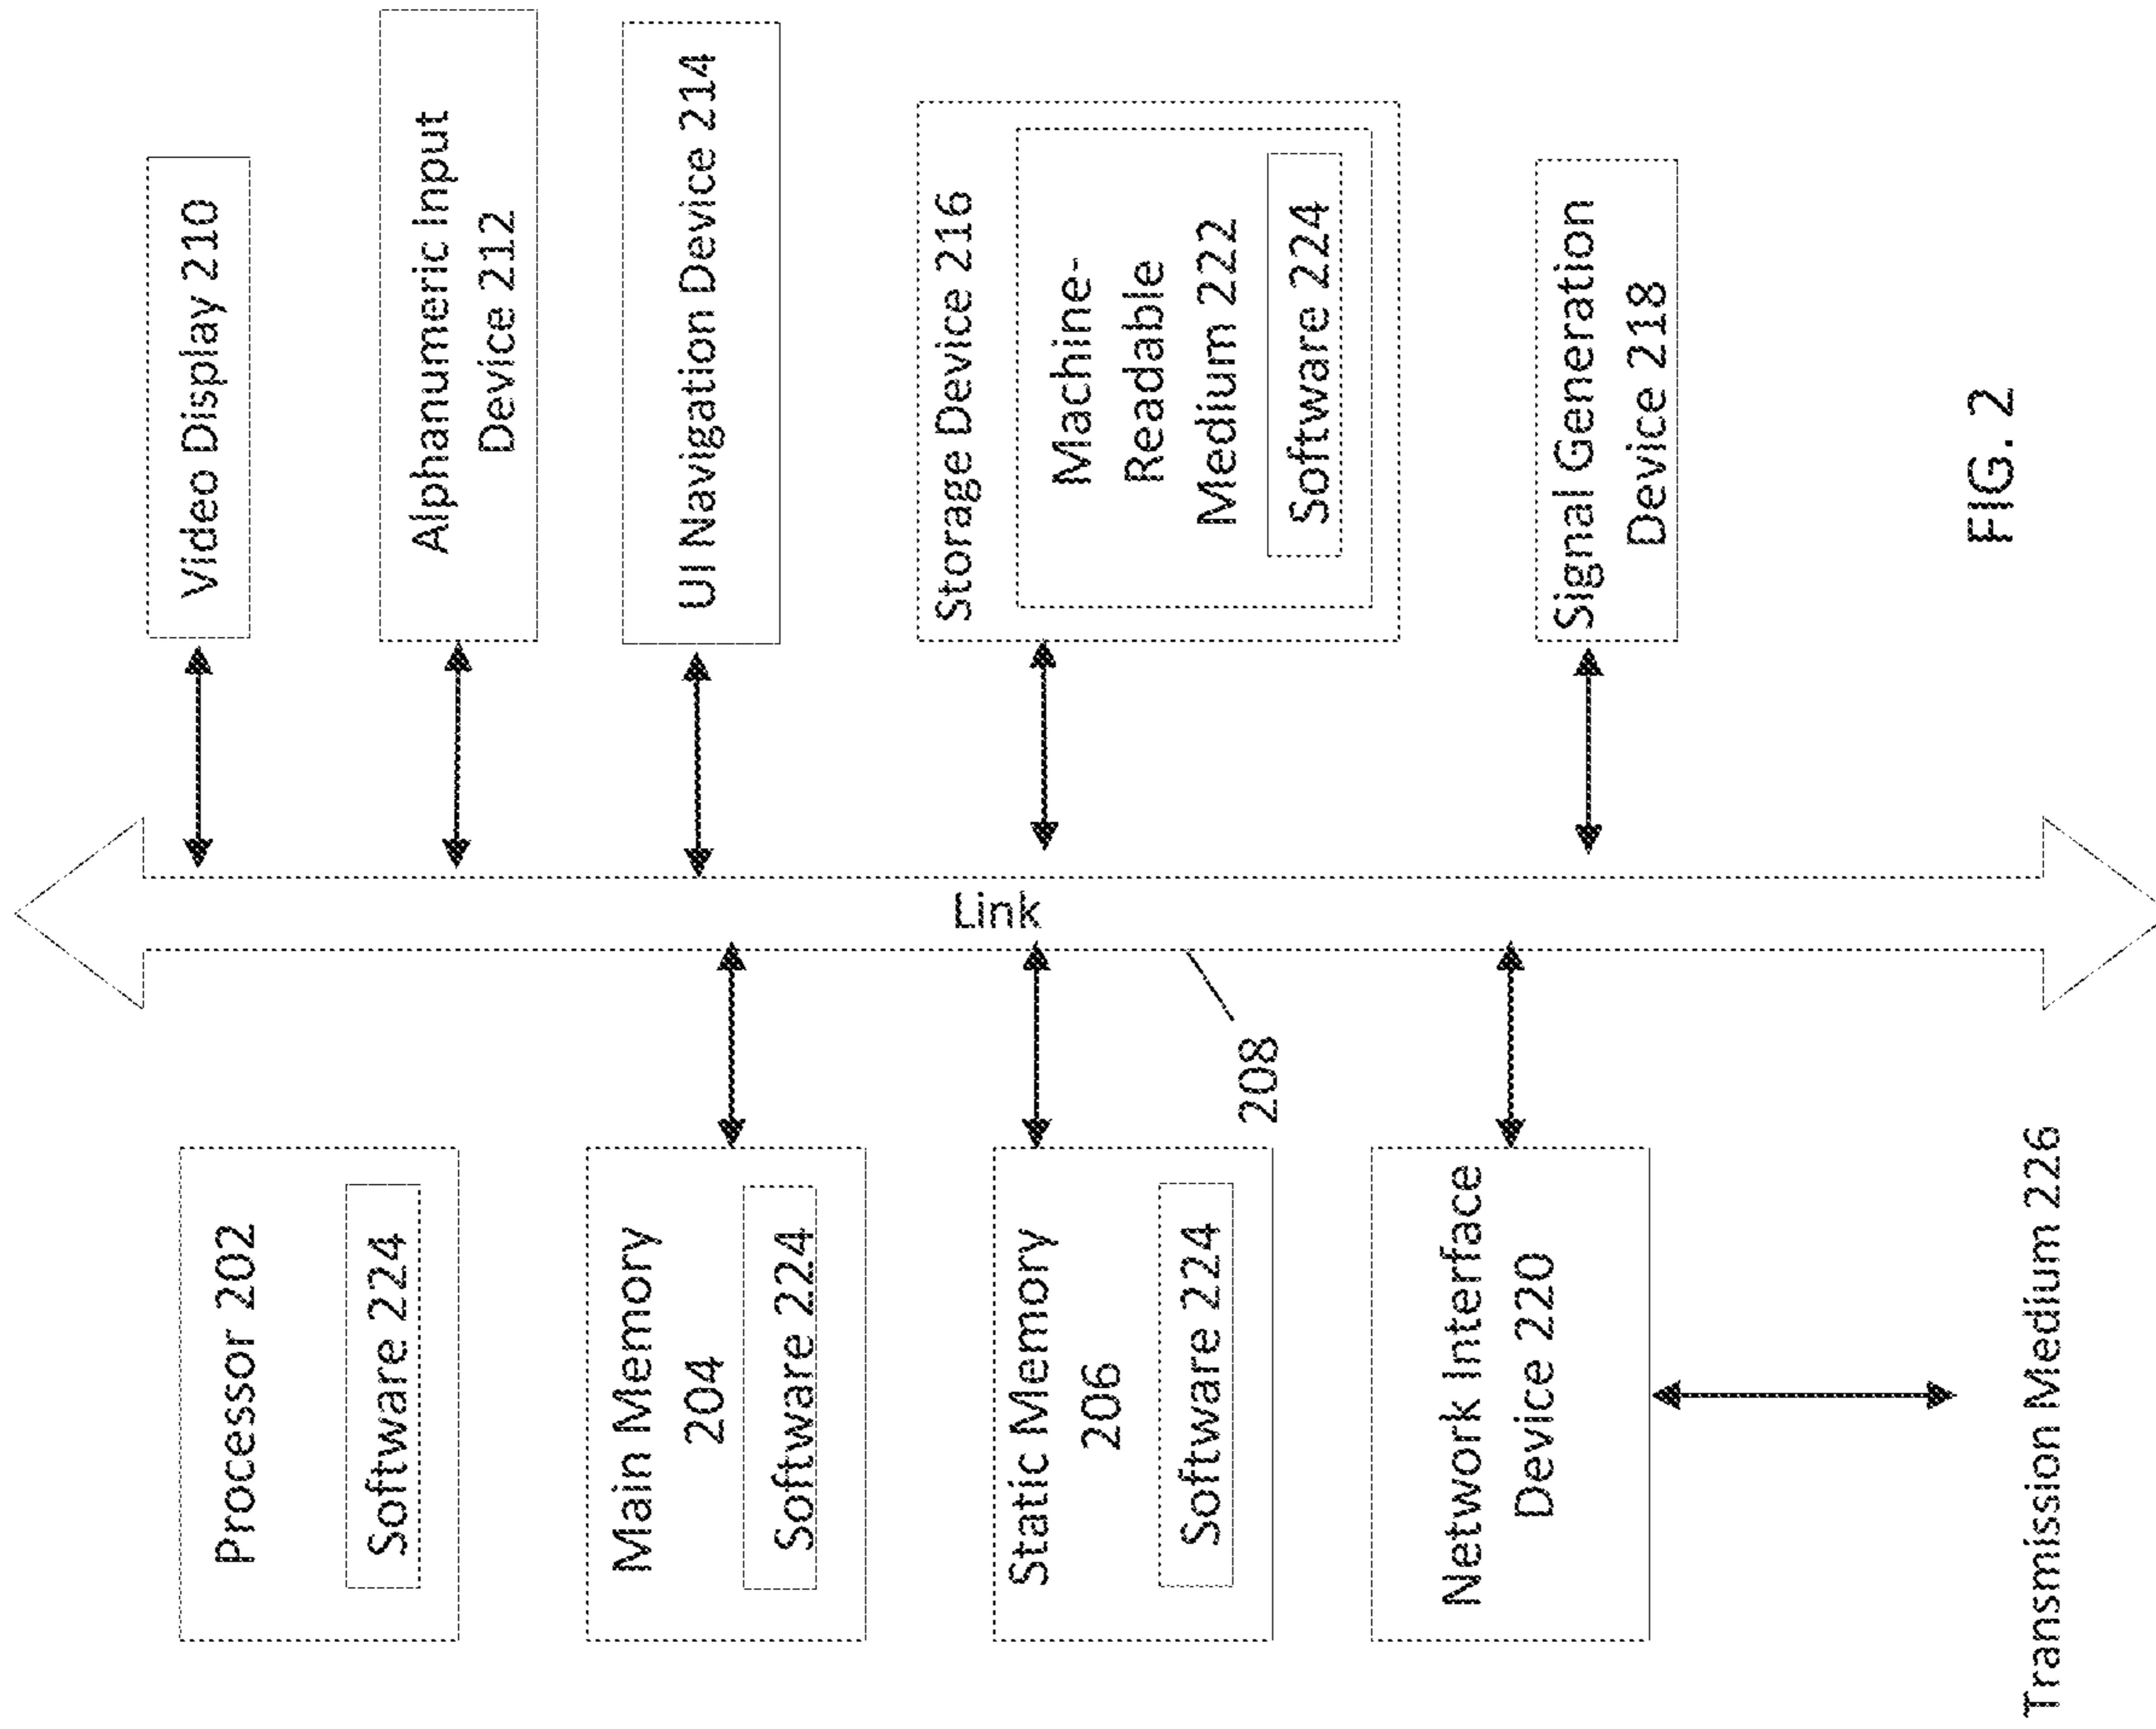 Processor 202
Software 224
Main Memory
204
Software 224
Static Memory
206
Software 224
Network Interface
Device 220
Transmission Medium 226
208
Link
Video Display 210
Alphanumeric Input
Device 212
UI Navigation Device 214
Storage Device 216
Machine-
Readable
Medium 222
Software 224
Signal Generation
Device 218
FIG. 2